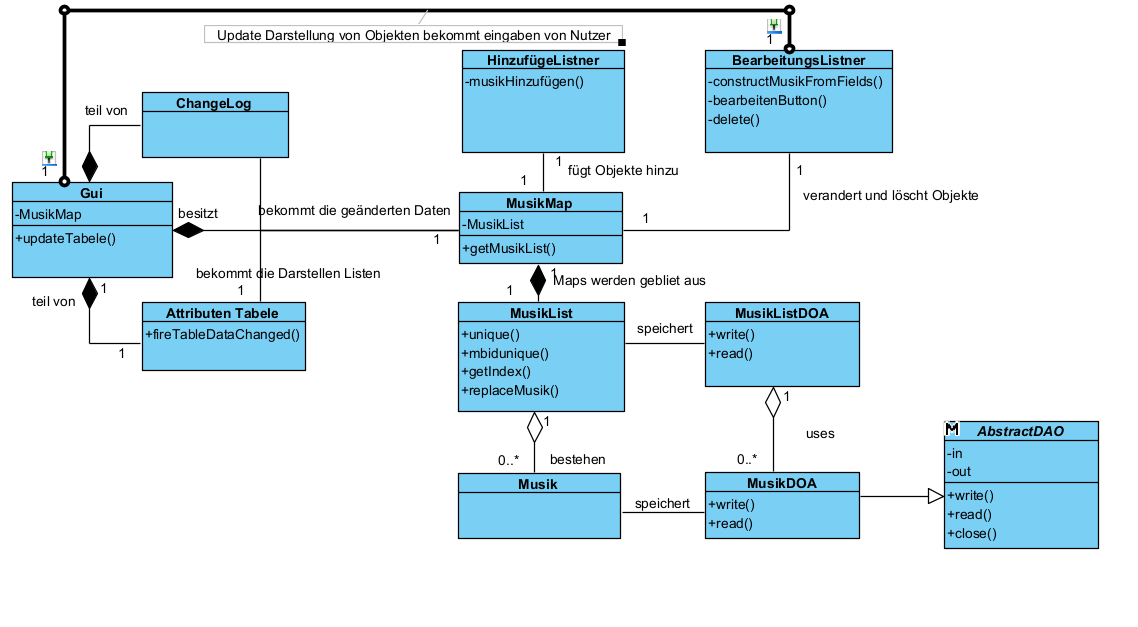 Update Darstellung von Objekten bekommt eingaben von Nutzer
1
HinzufügeListner
-musikHinzufügen()
BearbeitungsListner
-constructMusikFromFields()
-bearbeitenButton()
-delete()
ChangeLog
teil von
1
1
fügt Objekte hinzu
1
1
verandert und löscht Objekte
Gui
-MusikMap
+updateTabele()
besitzt
bekommt die geänderten Daten
1
MusikMap
-MusikList
+getMusikList()
1
bekommt die Darstellen Listen
1
1
Maps werden gebliet aus
1
teil von
1
1
Attributen Tabele
+fireTableDataChanged()
MusikList
+unique()
+mbidunique()
+getIndex()
+replaceMusik()
speichert
MusikListDOA
+write()
+read()
1
0..*
bestehen
1
uses
0..*
Musik
speichert
MusikDOA
+write()
+read()
AbstractDAO
-in
-out
+write()
+read()
+close()